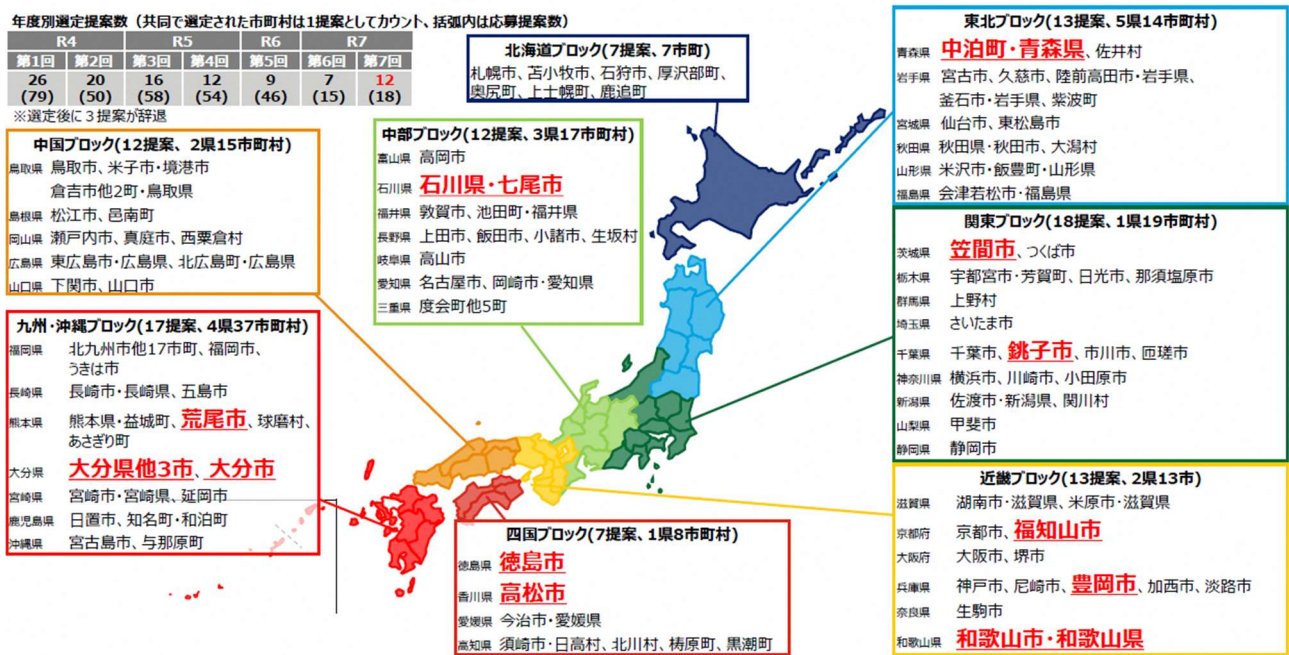 年度別選定提案数（共同で選定された市町村は1提案としてカウント、括弧内は応募提案数）
R4 R5 R6 R7
第1回 第2回 第3回 第4回 第5回 第6回 第7回
26 20 16 12 9 7 12
(79) (50) (58) (54) (46) (15) (18)
※選定後に３提案が辞退
北海道ブロック(7提案、7市町)
札幌市、苫小牧市、石狩市、厚沢部町、
奥尻町、上士幌町、鹿追町
東北ブロック(13提案、5県14市町村)
青森県 中泊町・青森県、佐井村
岩手県 宮古市、久慈市、陸前高田市・岩手県、
釜石市・岩手県、紫波町
宮城県 仙台市、東松島市
秋田県 秋田県・秋田市、大潟村
山形県 米沢市・飯豊町・山形県
福島県 会津若松市・福島県
中国ブロック(12提案、2県15市町村)
鳥取県 鳥取市、米子市・境港市
倉吉市他2町・鳥取県
島根県 松江市、邑南町
岡山県 瀬戸内市、真庭市、西粟倉村
広島県 東広島市・広島県、北広島町・広島県
山口県 下関市、山口市
中部ブロック(12提案、3県17市町村)
富山県 高岡市
石川県 石川県・七尾市
福井県 敦賀市、池田町・福井県
長野県 上田市、飯田市、小諸市、生坂村
岐阜県 高山市
愛知県 名古屋市、岡崎市・愛知県
三重県 度会町他5町
関東ブロック(18提案、1県19市町村)
茨城県 笠間市、つくば市
栃木県 宇都宮市・芳賀町、日光市、那須塩原市
群馬県 上野村
埼玉県 さいたま市
千葉県 千葉市、銚子市、市川市、匝瑳市
神奈川県 横浜市、川崎市、小田原市
新潟県 佐渡市・新潟県、関川村
山梨県 甲斐市
静岡県 静岡市
九州・沖縄ブロック(17提案、4県37市町村)
福岡県 北九州市他17市町、福岡市、
うきは市
長崎県 長崎市・長崎県、五島市
熊本県 熊本県・益城町、荒尾市、球磨村、
あさぎり町
大分県 大分県他3市、大分市
宮崎県 宮崎市・宮崎県、延岡市
鹿児島県 日置市、知名町・和泊町
沖縄県 宮古島市、与那原町
四国ブロック(7提案、1県8市町村)
徳島県 徳島市
香川県 高松市
愛媛県 今治市・愛媛県
高知県 須崎市・日高村、北川村、梼原町、黒潮町
近畿ブロック(13提案、2県13市)
滋賀県 湖南市・滋賀県、米原市・滋賀県
京都府 京都市、福知山市
大阪府 大阪市、堺市
兵庫県 神戸市、尼崎市、豊岡市、加西市、淡路市
奈良県 生駒市
和歌山県 和歌山市・和歌山県